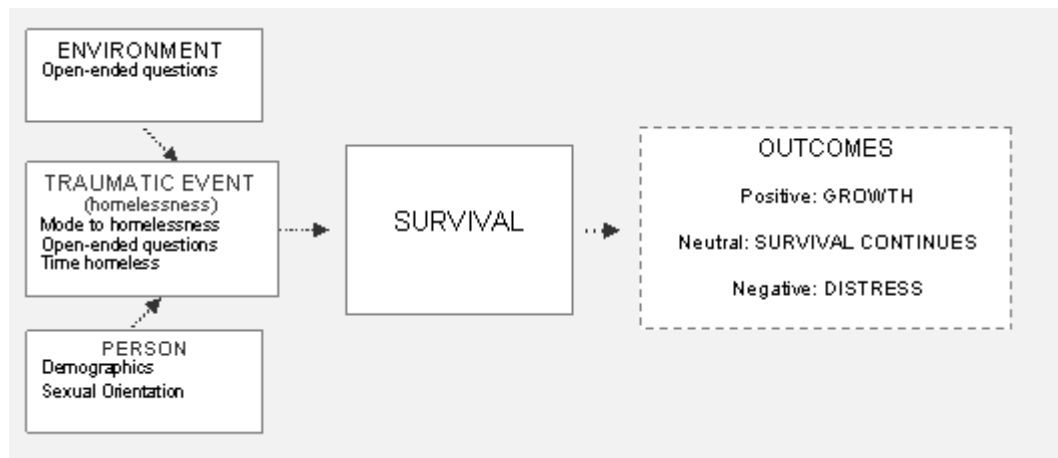 ENVIRONMENT
Open-ended questions
TRAUMATIC EVENT
(homelessness)
Mode to homelessness
Open-ended questions
Time homeless
PERSON
Demographics
Sexual Orientation
SURVIVAL
OUTCOMES
Positive: GROWTH
Neutral: SURVIVAL CONTINUES
Negative: DISTRESS